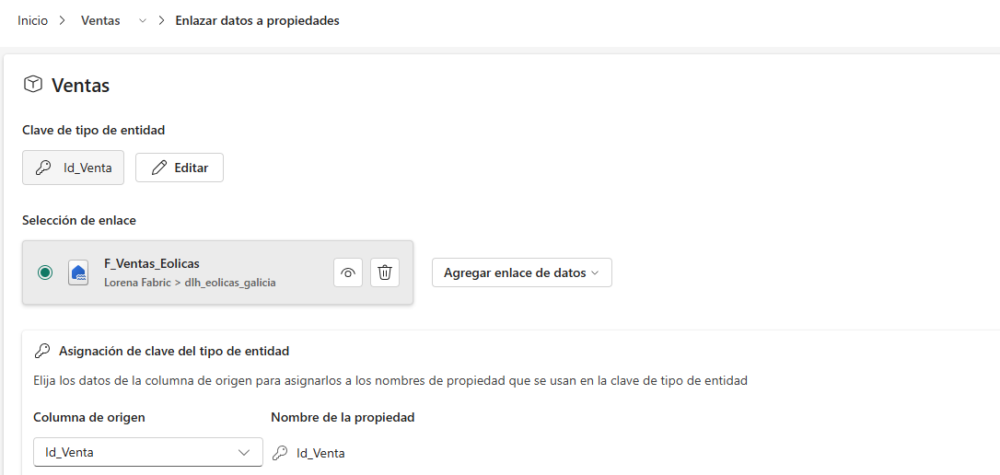 Inicio > Ventas > Enlazar datos a propiedades
Ventas
Clave de tipo de entidad
Id_Venta Editar
Selección de enlace
F_Ventas_Eolicas
Lorena Fabric > dlh_eolicas_galicia
Agregar enlace de datos
Asignación de clave del tipo de entidad
Elija los datos de la columna de origen para asignarlos a los nombres de propiedad que se usan en la clave de tipo de entidad
Columna de origen Nombre de la propiedad
Id_Venta Id_Venta